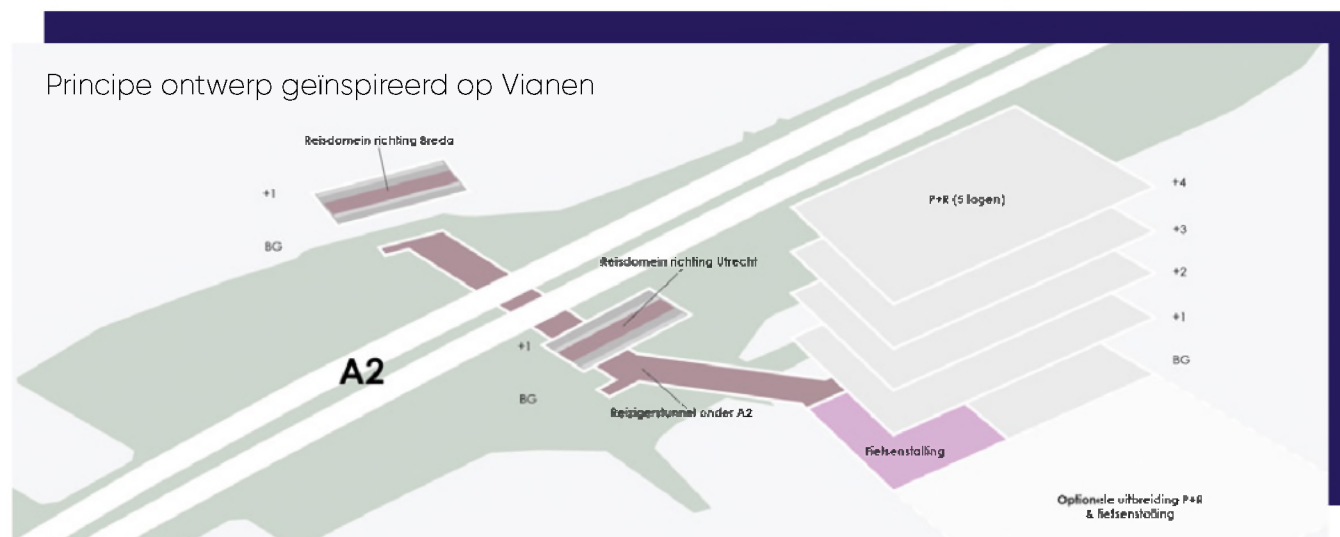 Principe ontwerp geïnspireerd op Vianen
Reisdomein richting Breda
+1
BG
+4
P+R (5 lagen)
+3
Reisdomein richting Utrecht
+2
+1
+1
A2
BG
BG
Reizigerstunnel onder A2
Fietsenstalling
Optionele uitbreiding P+R
& fietsenstalling